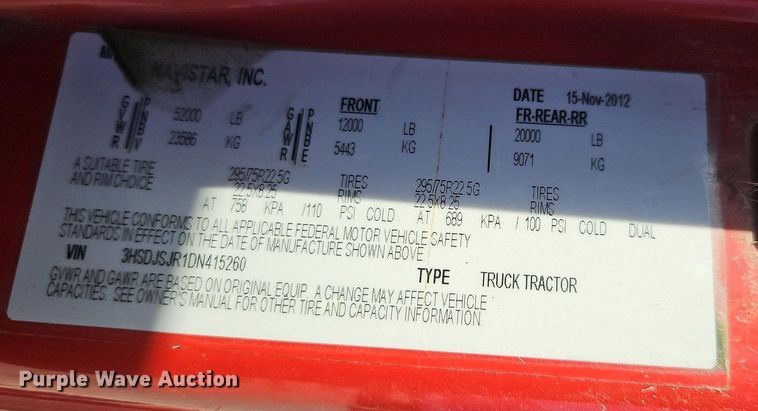 NAVISTAR, INC.
DATE 15-Nov-2012
FRONT FR-REAR-RR
GVWR PNBV 52000 LB GAWR PNBE 12000 LB 20000 LB
23586 KG 5443 KG 9071 KG
A SUITABLE TIRE 295/75R22.5G TIRES 295/75R22.5G TIRES
AND RIM CHOICE 22.5X8.25 RIMS 22.5X8.25 RIMS
AT 758 KPA /110 PSI COLD AT 689 KPA / 100 PSI COLD DUAL
THIS VEHICLE CONFORMS TO ALL APPLICABLE FEDERAL MOTOR VEHICLE SAFETY
STANDARDS IN EFFECT ON THE DATE OF MANUFACTURE SHOWN ABOVE.
VIN 3HSDJSJR1DN415260 TYPE TRUCK TRACTOR
GVWR AND GAWR ARE BASED ON ORIGINAL EQUIP. A CHANGE MAY AFFECT VEHICLE
CAPACITIES. SEE OWNER'S MANUAL FOR OTHER TIRE AND CAPACITY INFORMATION
Purple Wave Auction